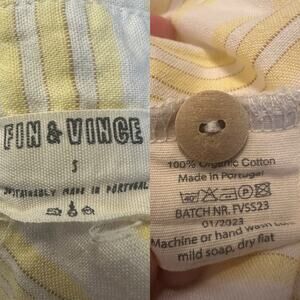 FIN & VINCE
S
SUSTAINABLY MADE IN PORTUGAL
100% Organic Cotton
Made in Portugal
40°
BATCH NR. FVSS23
01/2023
Machine or hand wash
mild soap, dry flat